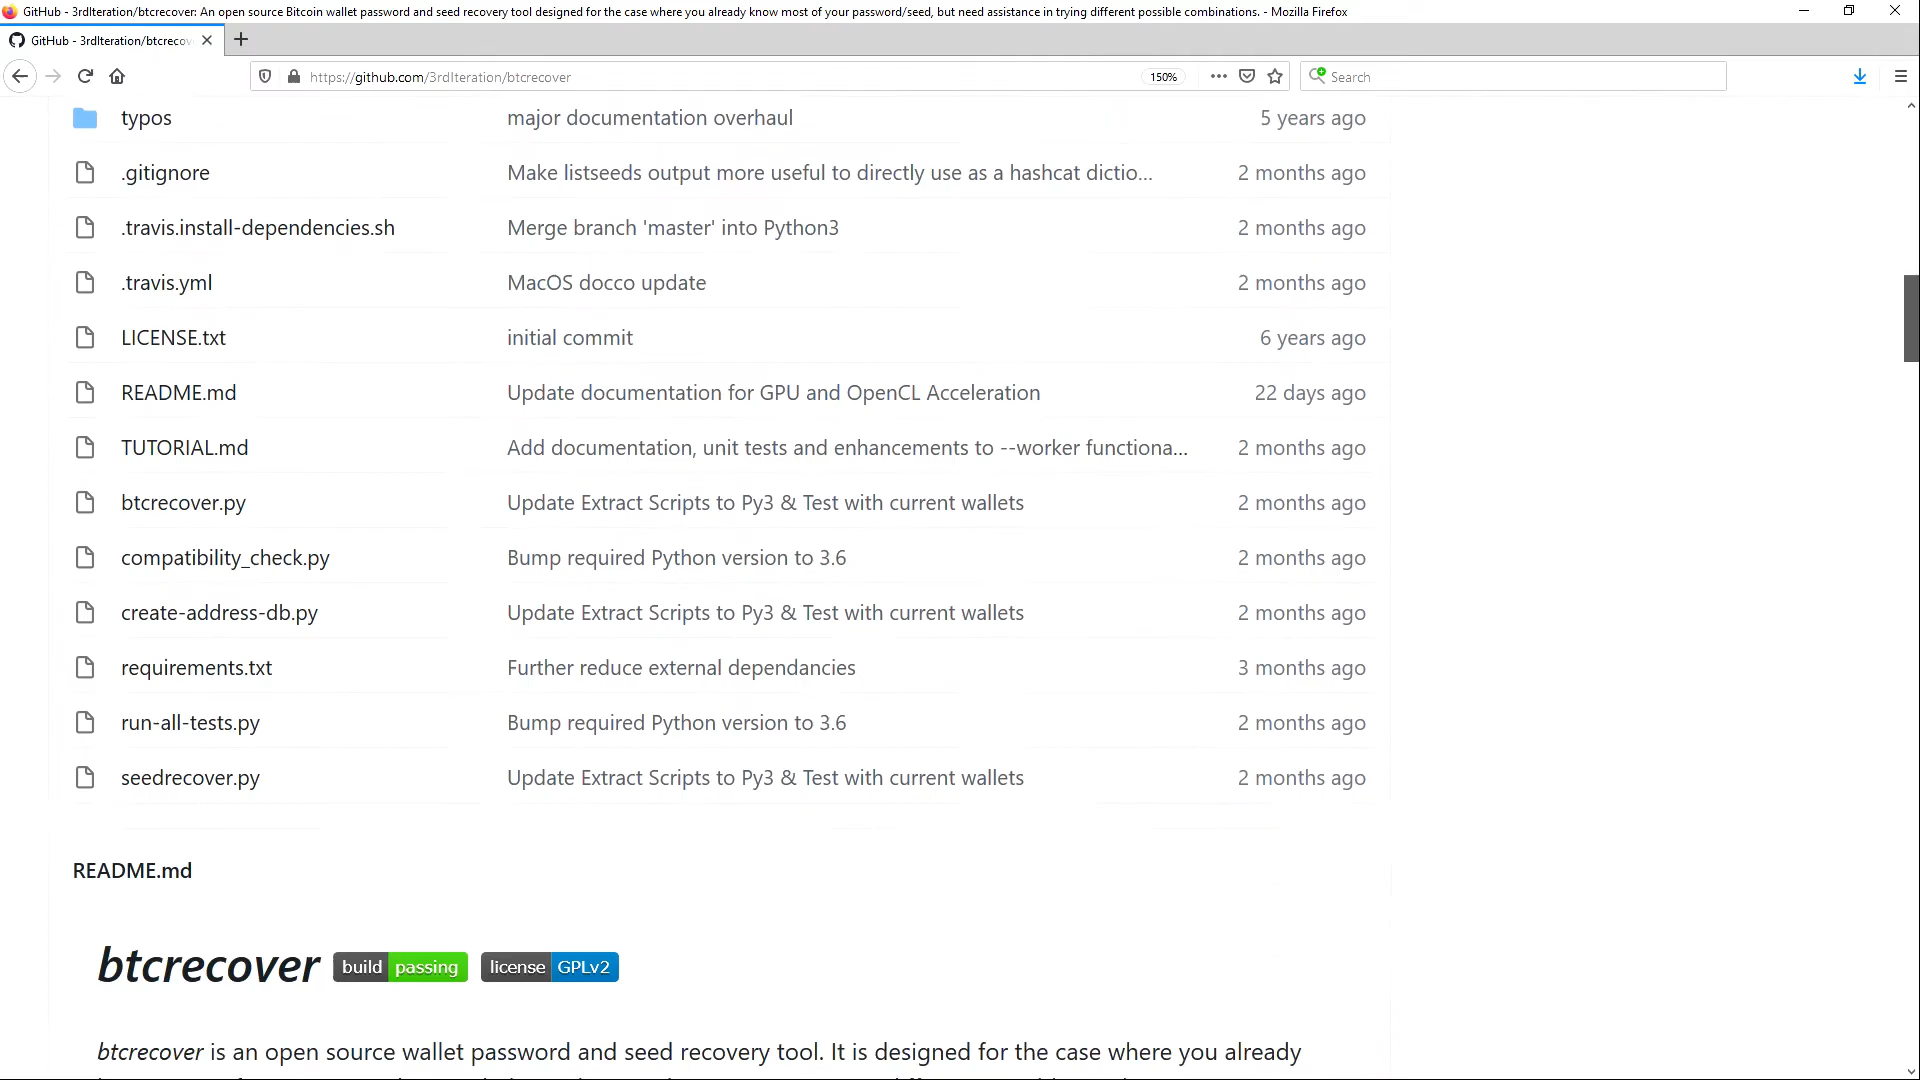 GitHub - 3rdIteration/btcrecover: An open source Bitcoin wallet password and seed recovery tool designed for the case where you already know most of your password/seed, but need assistance in trying different possible combinations. - Mozilla Firefox
GitHub - 3rdIteration/btcreco
https://github.com/3rdIteration/btcrecover 150% Search
typos major documentation overhaul 5 years ago
.gitignore Make listseeds output more useful to directly use as a hashcat dictio... 2 months ago
.travis.install-dependencies.sh Merge branch 'master' into Python3 2 months ago
.travis.yml MacOS docco update 2 months ago
LICENSE.txt initial commit 6 years ago
README.md Update documentation for GPU and OpenCL Acceleration 22 days ago
TUTORIAL.md Add documentation, unit tests and enhancements to --worker functiona... 2 months ago
btcrecover.py Update Extract Scripts to Py3 & Test with current wallets 2 months ago
compatibility_check.py Bump required Python version to 3.6 2 months ago
create-address-db.py Update Extract Scripts to Py3 & Test with current wallets 2 months ago
requirements.txt Further reduce external dependancies 3 months ago
run-all-tests.py Bump required Python version to 3.6 2 months ago
seedrecover.py Update Extract Scripts to Py3 & Test with current wallets 2 months ago
README.md
btcrecover build passing license GPLv2
btcrecover is an open source wallet password and seed recovery tool. It is designed for the case where you already